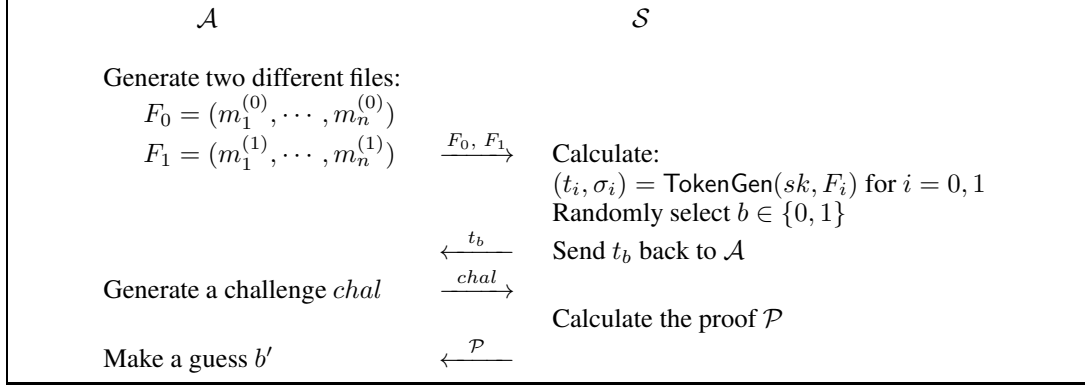 𝒜 𝒮
Generate two different files:
F₀ = (m₁⁽⁰⁾, ⋯ , mₙ⁽⁰⁾)
F₁ = (m₁⁽¹⁾, ⋯ , mₙ⁽¹⁾) F₀, F₁ ⟶ Calculate:
(tᵢ, σᵢ) = TokenGen(sk, Fᵢ) for i = 0, 1
Randomly select b ∈ {0, 1}
t_b ⟵ Send t_b back to 𝒜
Generate a challenge chal chal ⟶
Calculate the proof 𝒫
Make a guess b′ 𝒫 ⟵